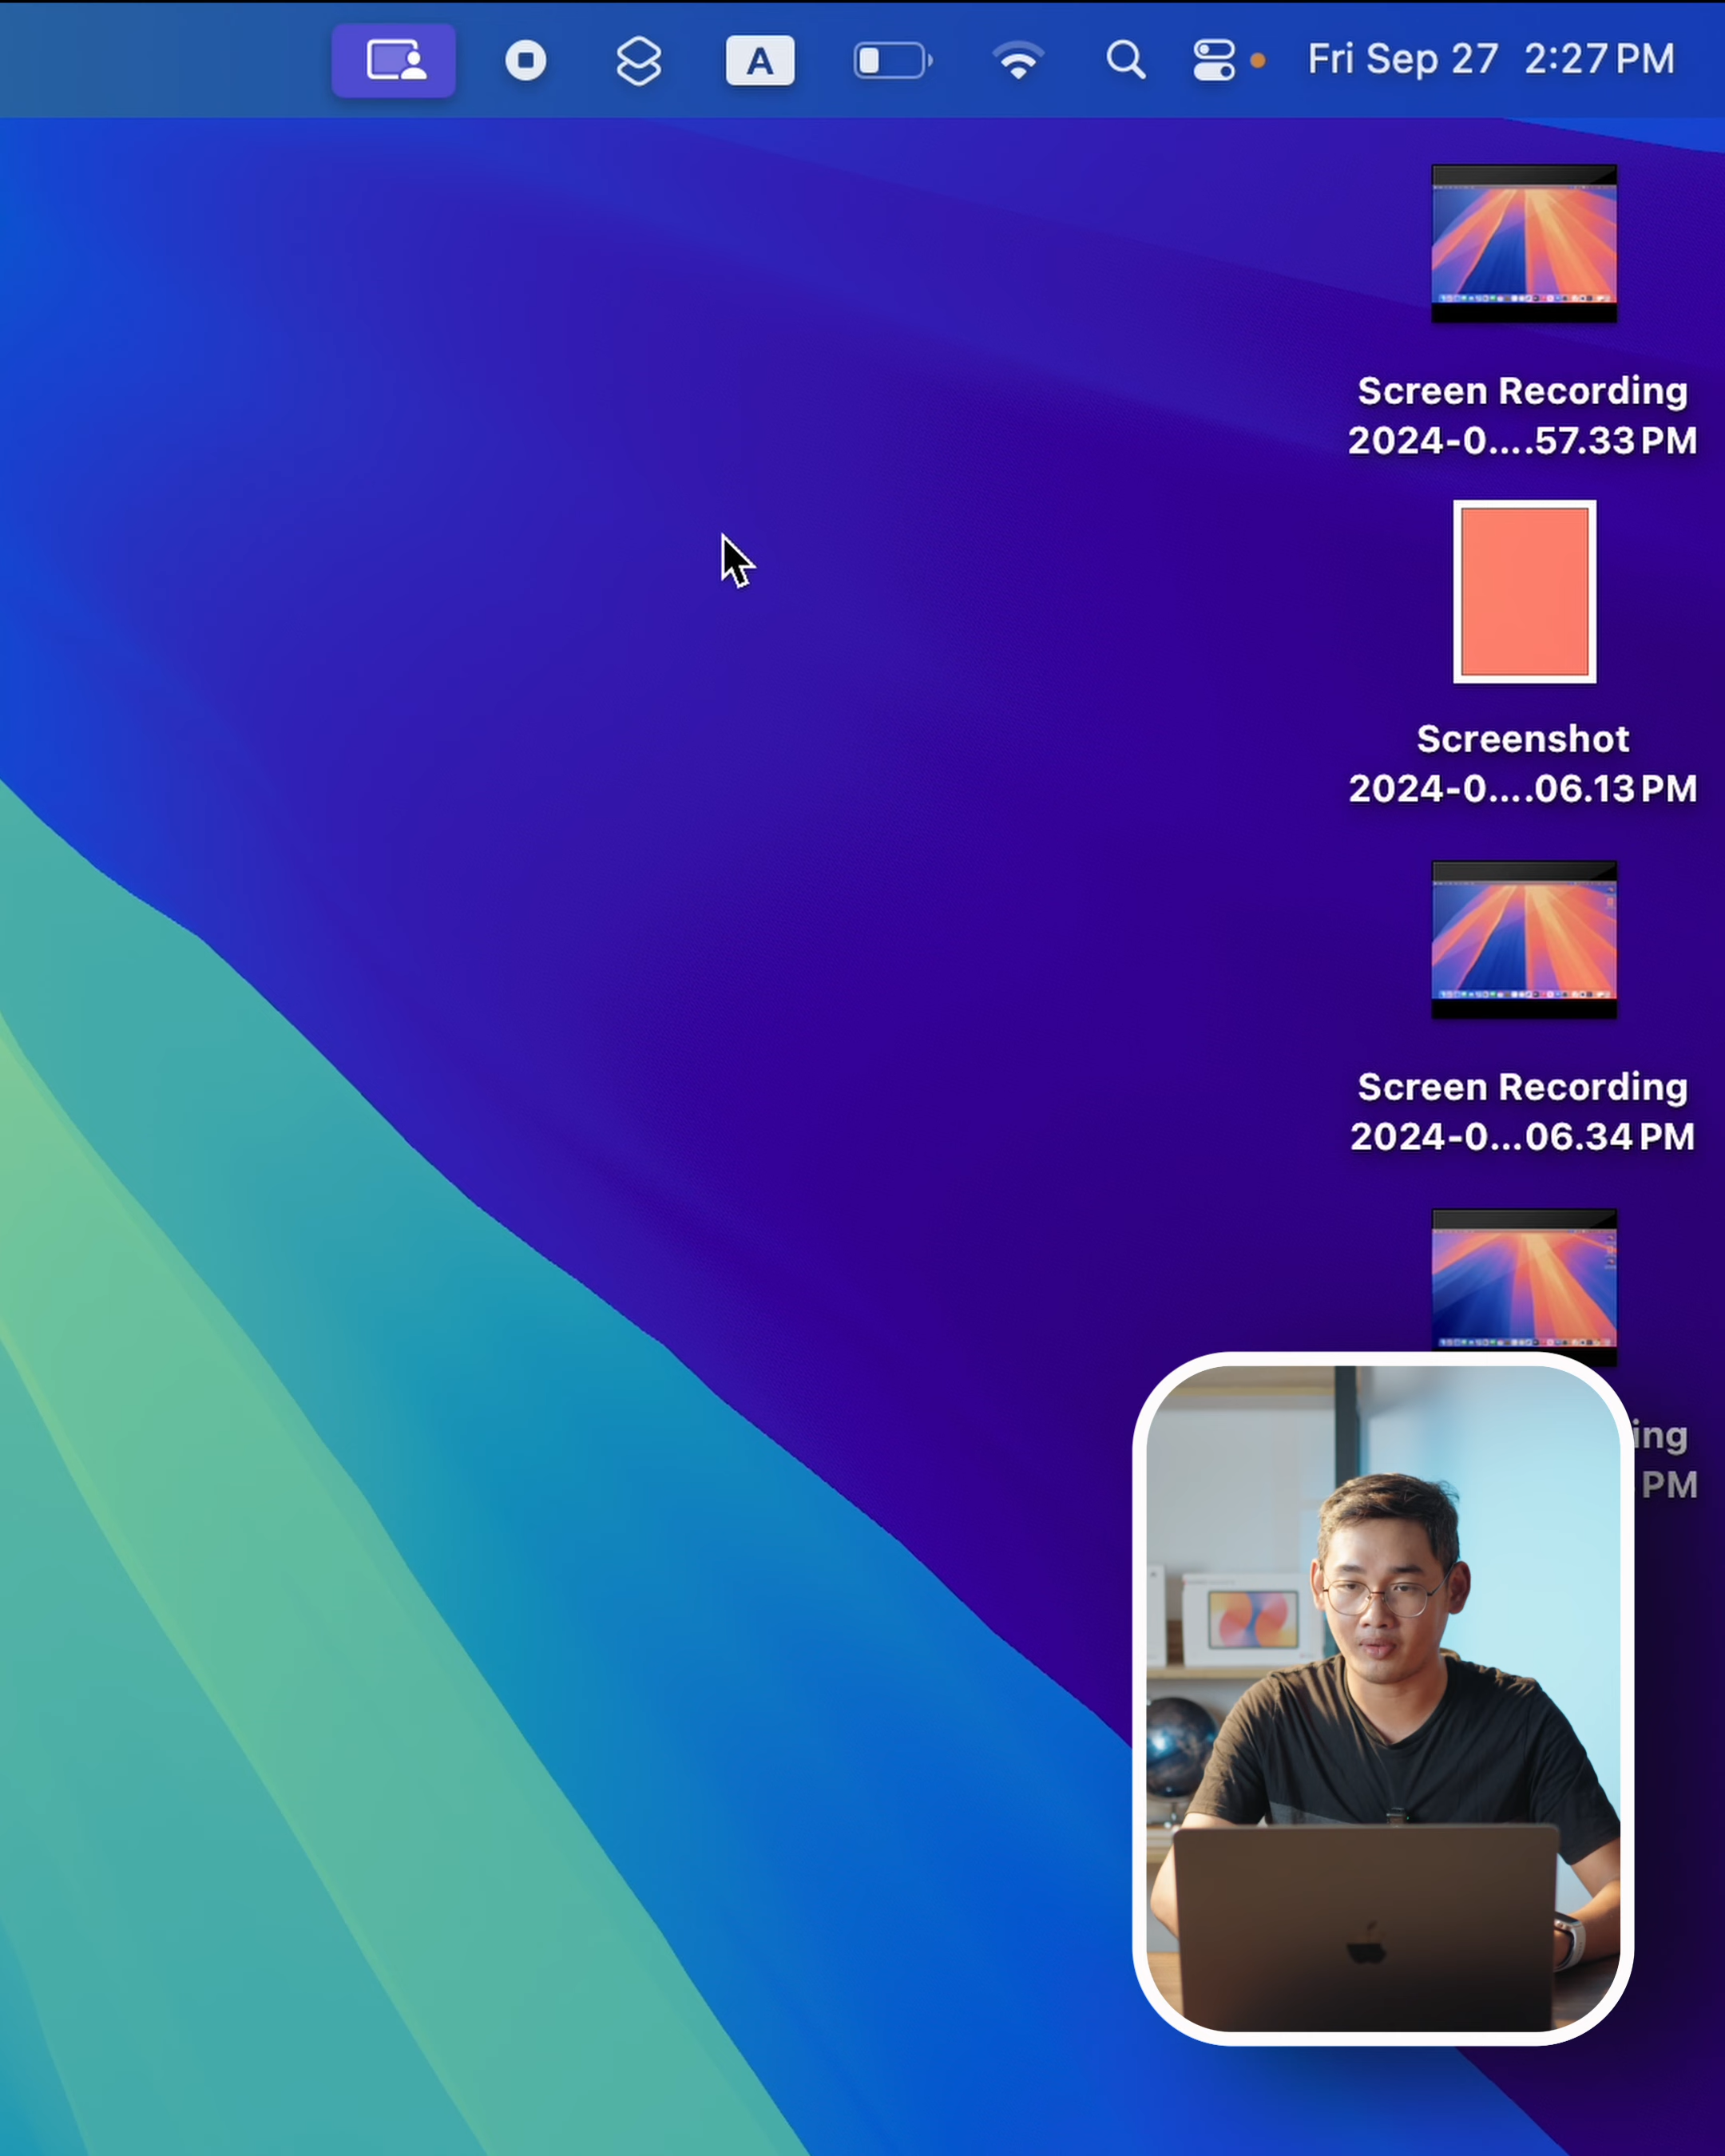 A
Fri Sep 27 2:27 PM
Screen Recording
2024-0....57.33 PM
Screenshot
2024-0....06.13 PM
Screen Recording
2024-0...06.34 PM
ing
PM